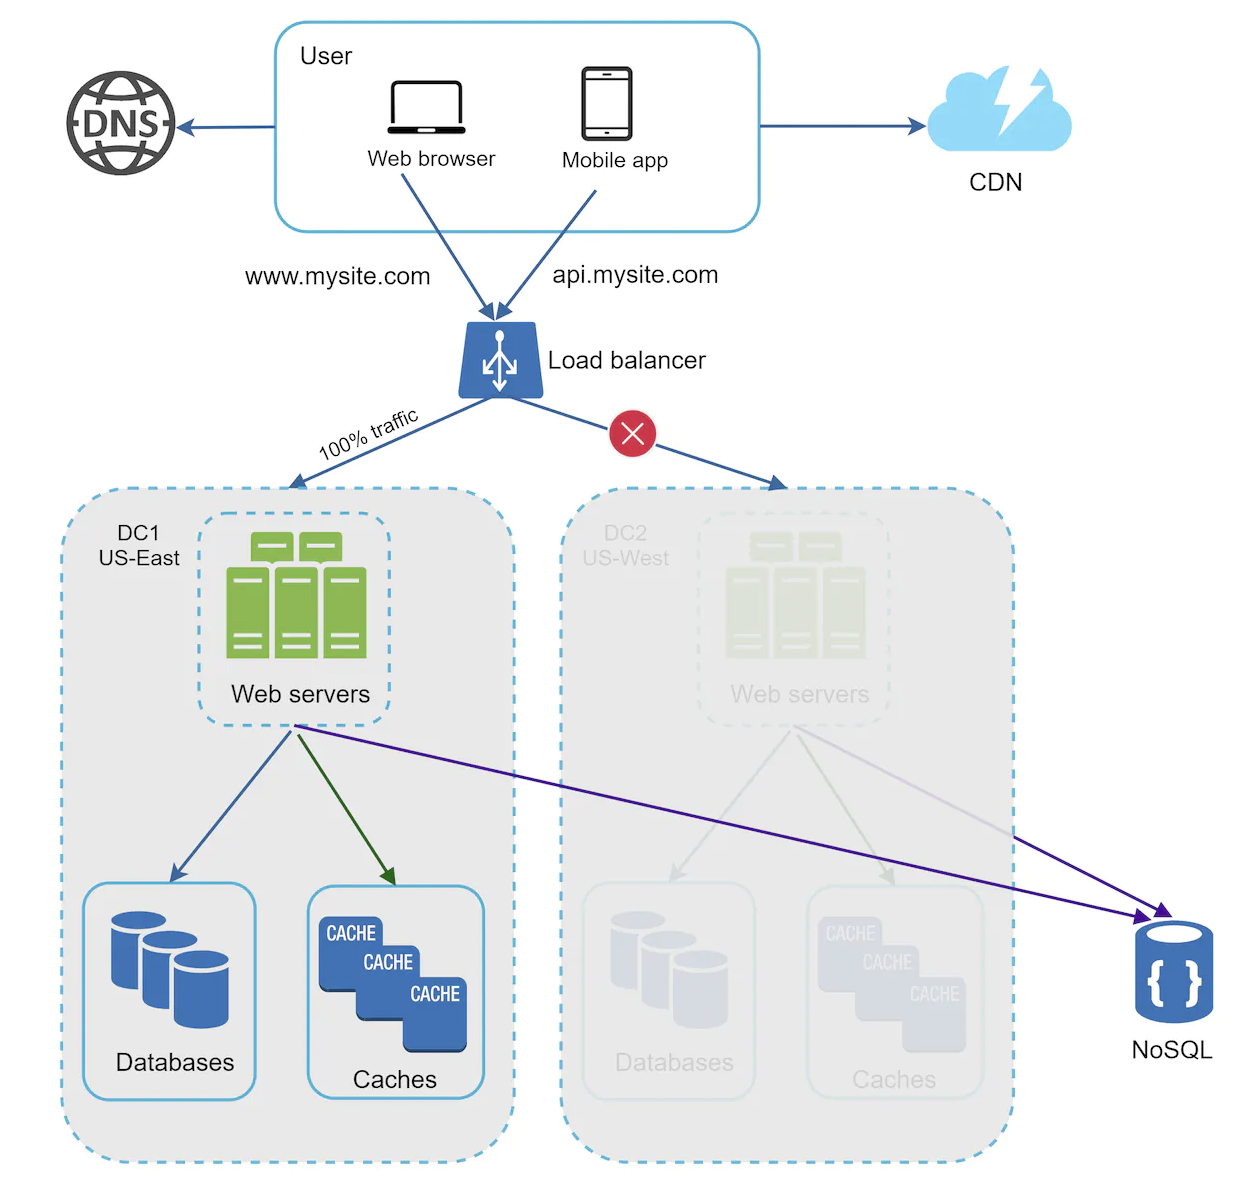 User
DNS
Web browser
Mobile app
CDN
www.mysite.com
api.mysite.com
Load balancer
100% traffic
DC1
US-East
Web servers
DC2
US-West
Web servers
CACHE
CACHE
CACHE
Databases
Caches
CACHE
CACHE
CACHE
Databases
Caches
{ }
NoSQL